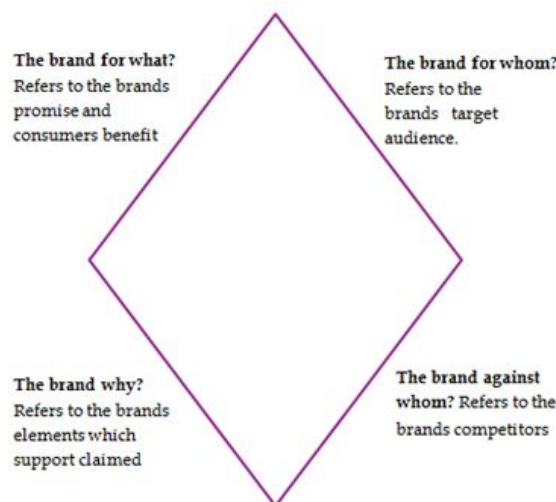 The brand for what?
Refers to the brands
promise and
consumers benefit
The brand for whom?
Refers to the
brands target
audience.
The brand why?
Refers to the brands
elements which
support claimed
The brand against
whom? Refers to the
brands competitors